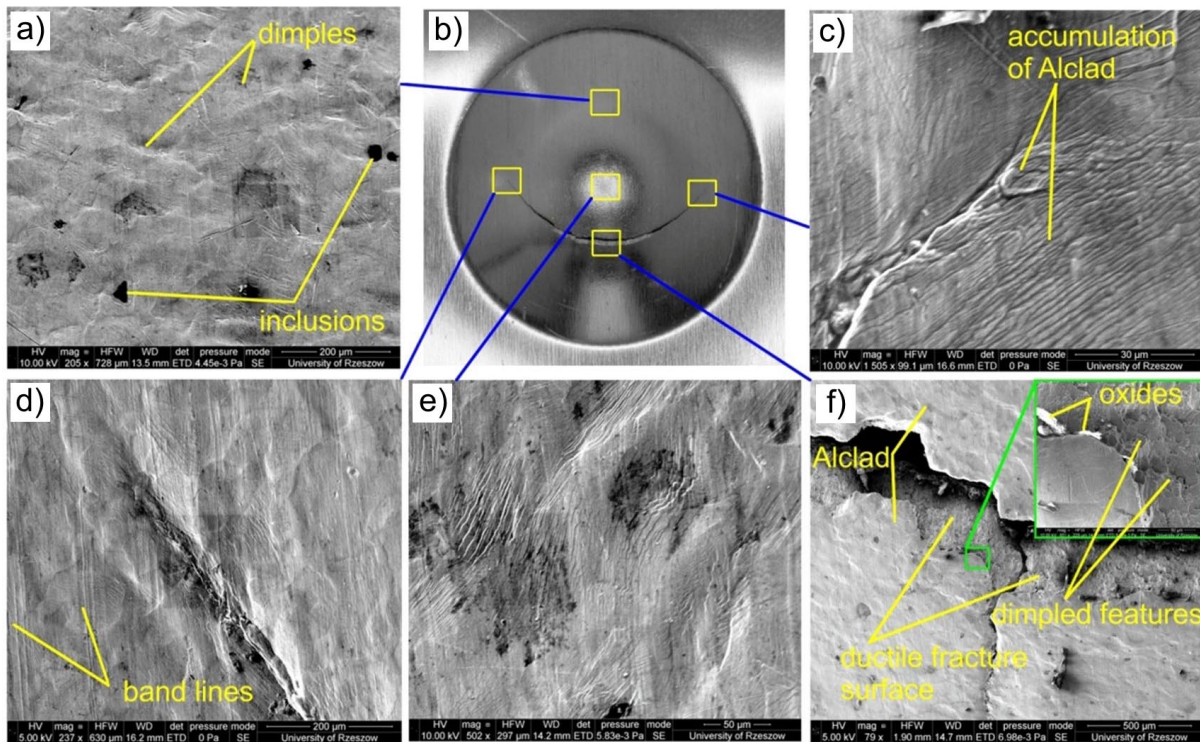 a)
dimples
inclusions
HV mag = HFW WD det pressure mode 200 µm
10.00 kV 205 x 728 µm 13.5 mm ETD 4.45e-3 Pa SE University of Rzeszow
b)
c)
accumulation
of Alclad
HV mag = HFW WD det pressure mode 30 µm
10.00 kV 1 505 x 99.1 µm 16.6 mm ETD 0 Pa SE University of Rzeszow
d)
band lines
HV mag = HFW WD det pressure mode 200 µm
5.00 kV 237 x 630 µm 16.2 mm ETD 0 Pa SE University of Rzeszow
e)
HV mag = HFW WD det pressure mode 50 µm
10.00 kV 502 x 297 µm 14.2 mm ETD 5.83e-3 Pa SE University of Rzeszow
f)
oxides
Alclad
dimpled features
ductile fracture
surface
HV mag = HFW WD det pressure mode 500 µm
5.00 kV 79 x 1.90 mm 14.7 mm ETD 6.98e-3 Pa SE University of Rzeszow